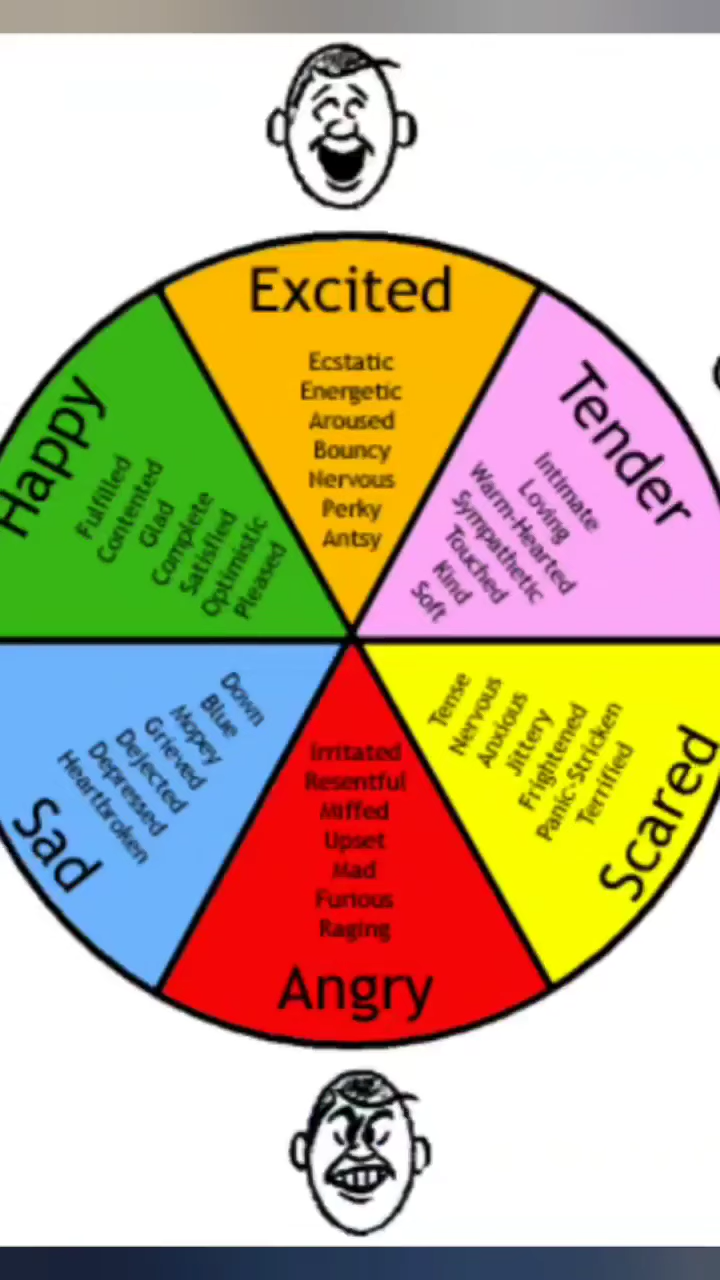 Excited
Ecstatic
Energetic
Aroused
Bouncy
Nervous
Perky
Antsy
Tender
Intimate
Loving
Warm-Hearted
Sympathetic
Touched
Kind
Soft
Scared
Tense
Nervous
Anxious
Jittery
Frightened
Panic-Stricken
Terrified
Angry
Irritated
Resentful
Miffed
Upset
Mad
Furious
Raging
Sad
Down
Blue
Mopey
Grieved
Dejected
Depressed
Heartbroken
Happy
Fulfilled
Contented
Glad
Complete
Satisfied
Optimistic
Pleased